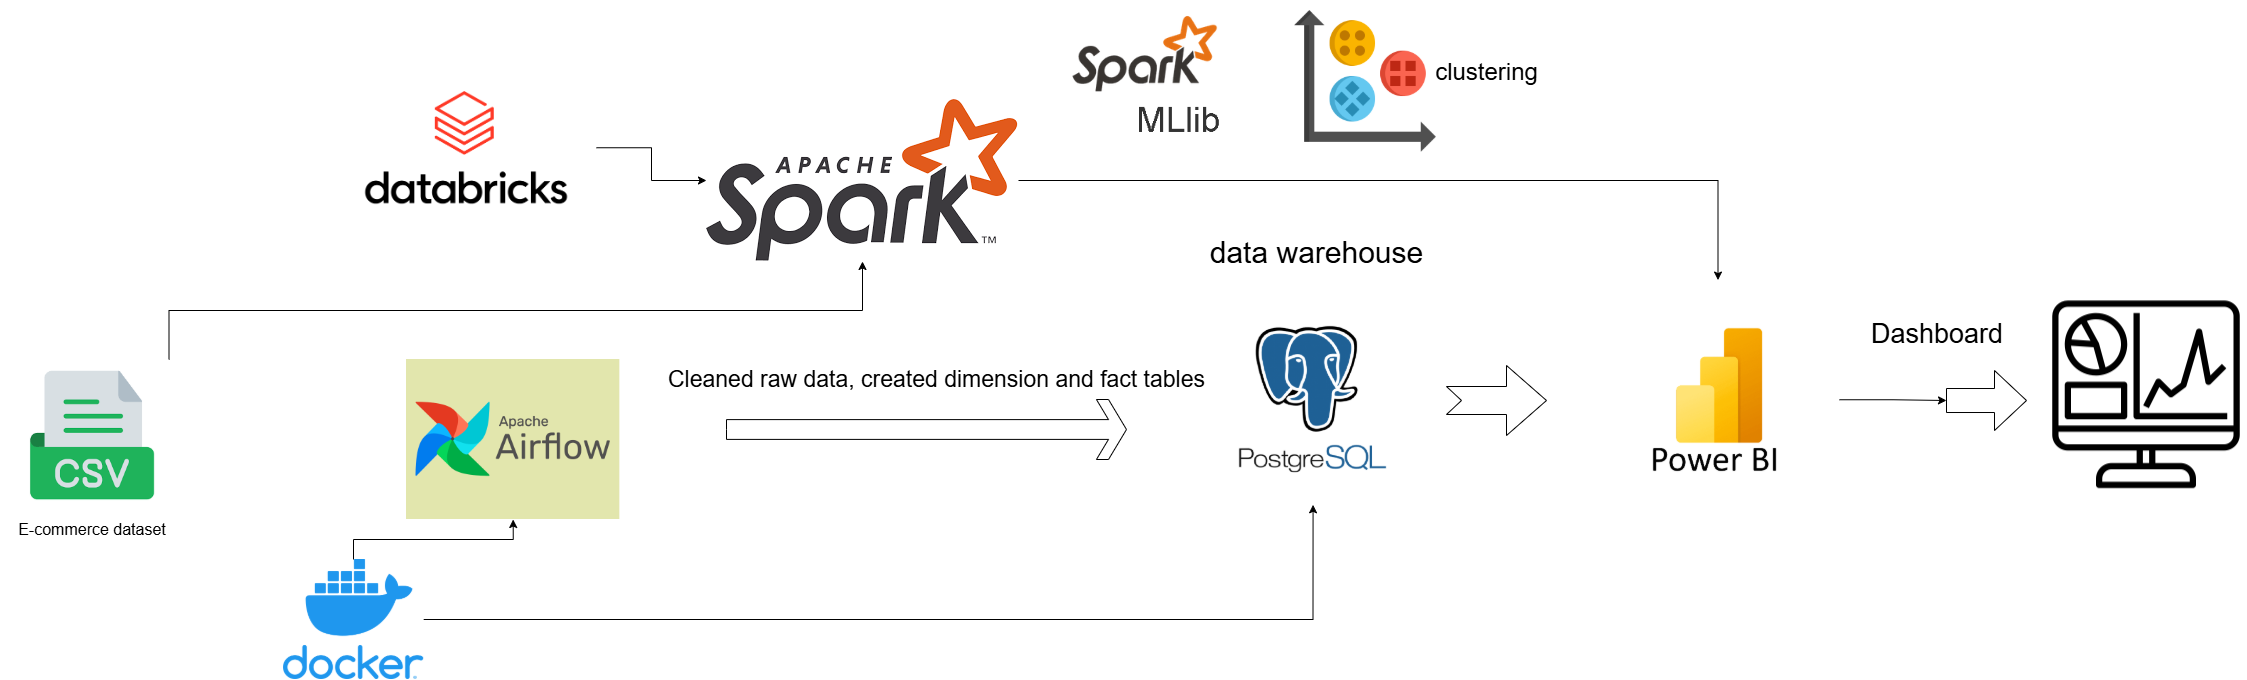 Spark
MLlib
clustering
databricks
APACHE
Spark
TM
data warehouse
Dashboard
Cleaned raw data, created dimension and fact tables
CSV
E-commerce dataset
Apache
Airflow
PostgreSQL
Power BI
docker